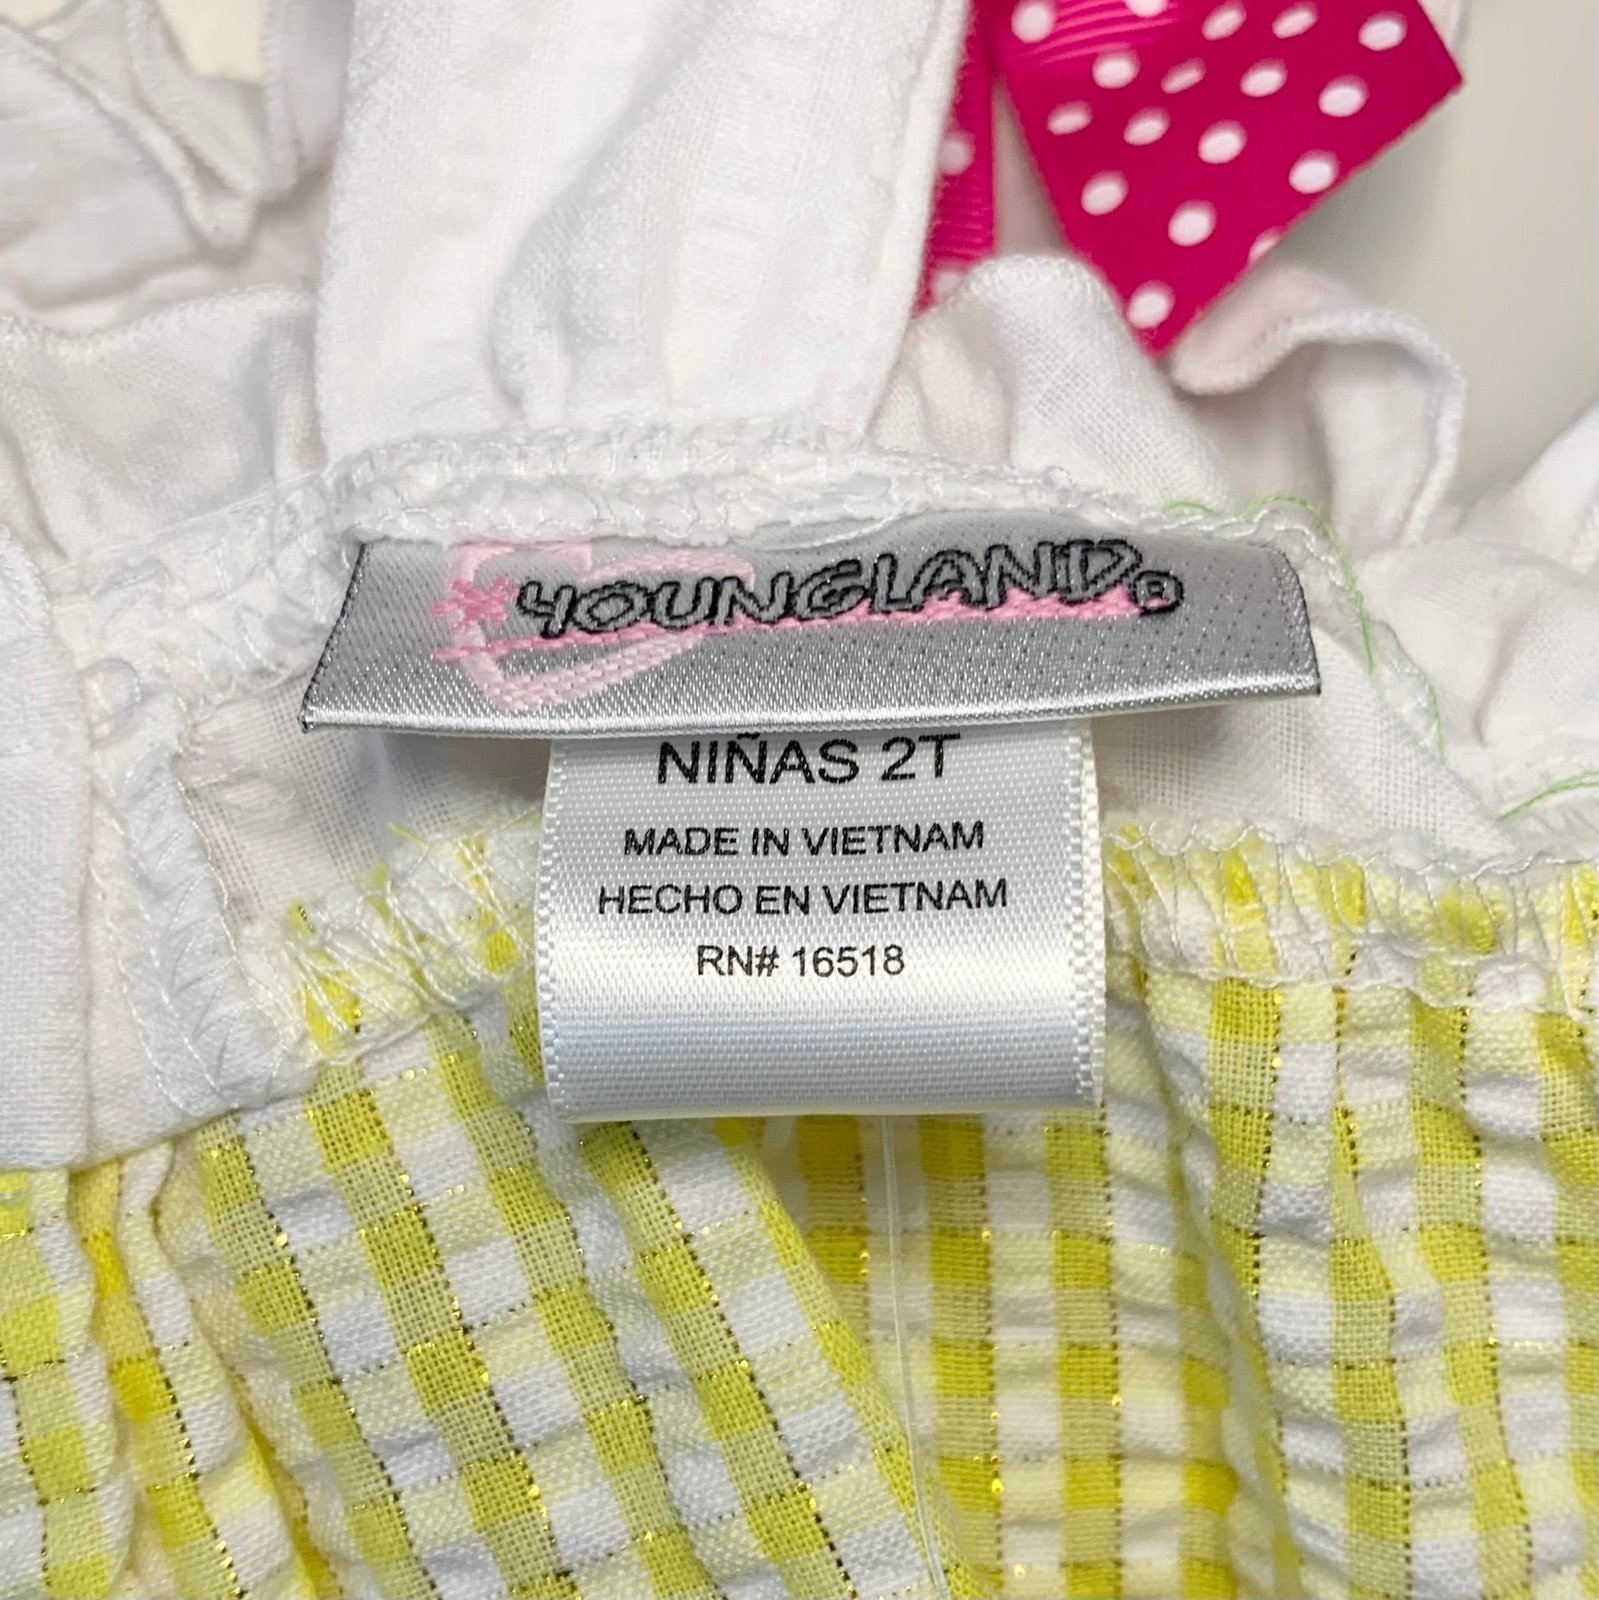 YOUNGLAND®
NIÑAS 2T
MADE IN VIETNAM
HECHO EN VIETNAM
RN# 16518